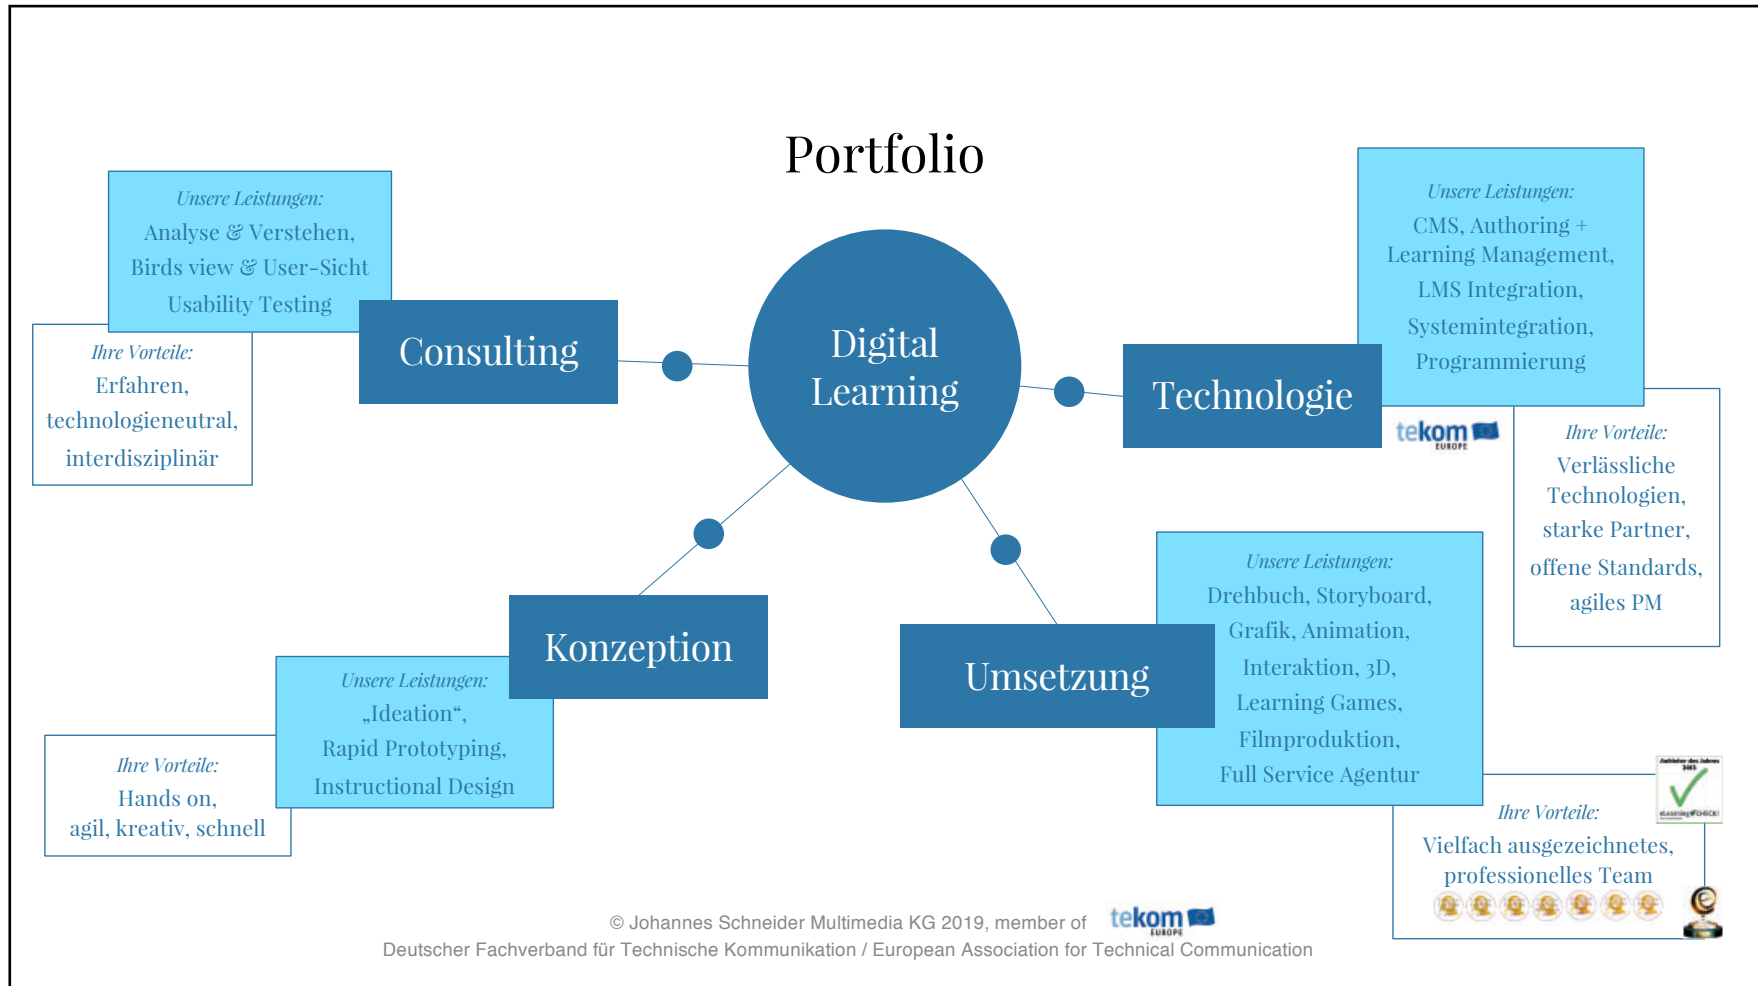 Portfolio
Unsere Leistungen:
Analyse & Verstehen,
Birds view & User-Sicht
Usability Testing
Consulting
Ihre Vorteile:
Erfahren,
technologieneutral,
interdisziplinär
Digital
Learning
Unsere Leistungen:
CMS, Authoring +
Learning Management,
LMS Integration,
Systemintegration,
Programmierung
Technologie
tekom
EUROPE
Ihre Vorteile:
Verlässliche
Technologien,
starke Partner,
offene Standards,
agiles PM
Konzeption
Unsere Leistungen:
„Ideation“,
Rapid Prototyping,
Instructional Design
Ihre Vorteile:
Hands on,
agil, kreativ, schnell
Umsetzung
Unsere Leistungen:
Drehbuch, Storyboard,
Grafik, Animation,
Interaktion, 3D,
Learning Games,
Filmproduktion,
Full Service Agentur
Ihre Vorteile:
Vielfach ausgezeichnetes,
professionelles Team
Anbieter des Jahres
eLearning CHECK
© Johannes Schneider Multimedia KG 2019, member of
tekom
EUROPE
Deutscher Fachverband für Technische Kommunikation / European Association for Technical Communication